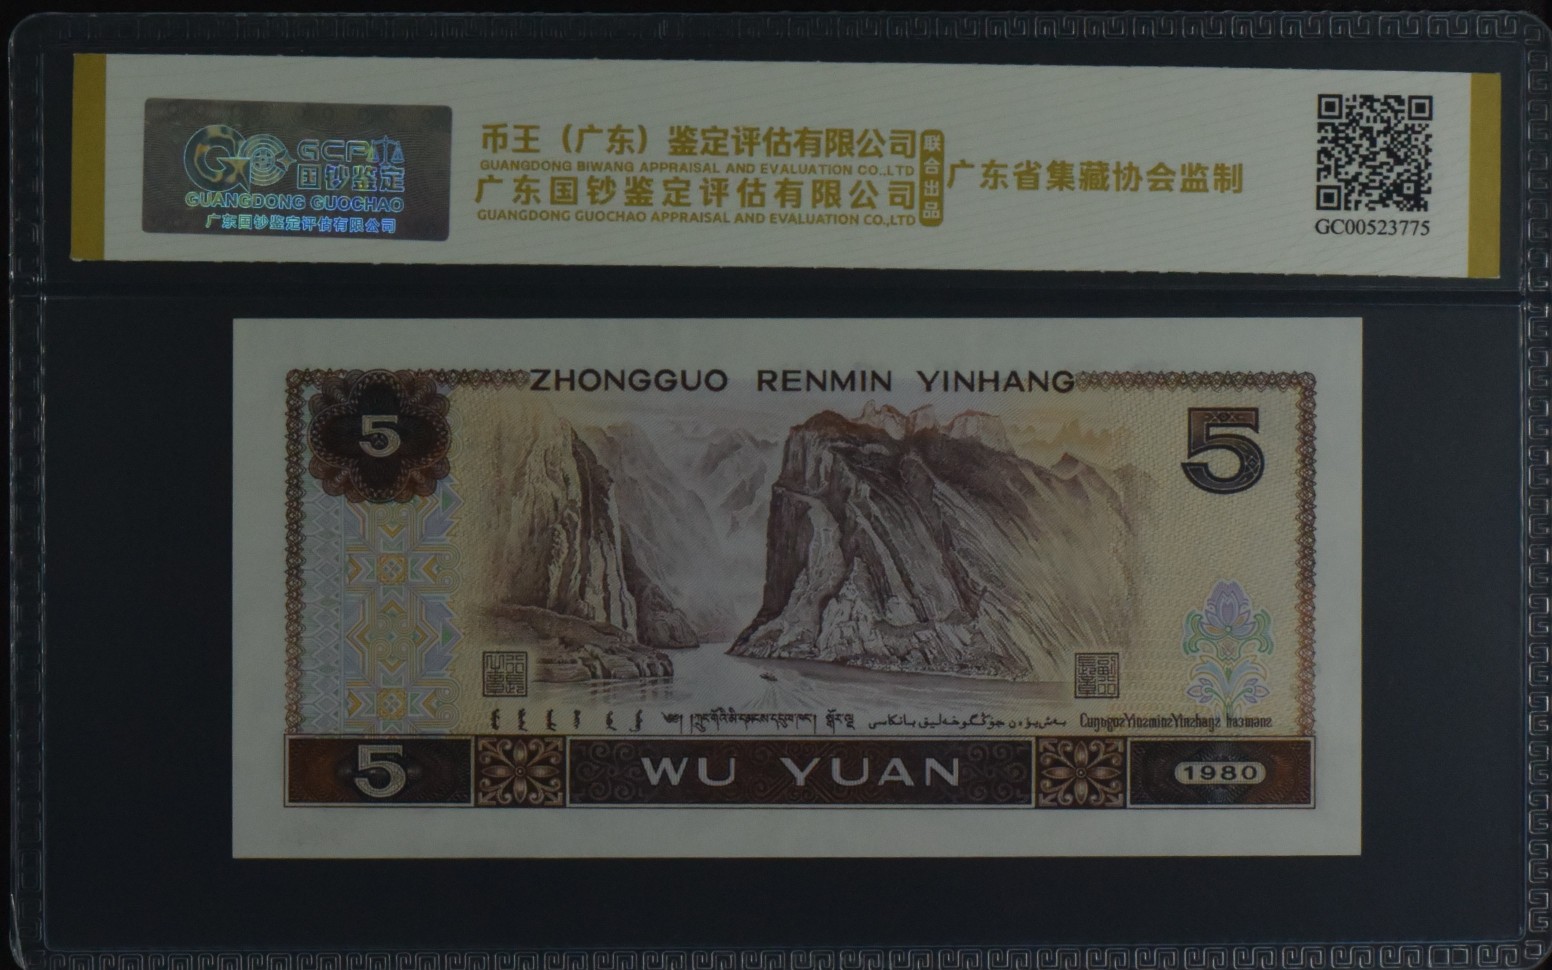 GCF
国钞鉴定
GUANGDONG GUOCHAO
广东国钞鉴定评估有限公司
币王（广东）鉴定评估有限公司
GUANGDONG BIWANG APPRAISAL AND EVALUATION CO.,LTD
广东国钞鉴定评估有限公司
GUANGDONG GUOCHAO APPRAISAL AND EVALUATION CO.,LTD
联合出品
广东省集藏协会监制
GC00523775
ZHONGGUO RENMIN YINHANG
5
5
5
WU YUAN
1980